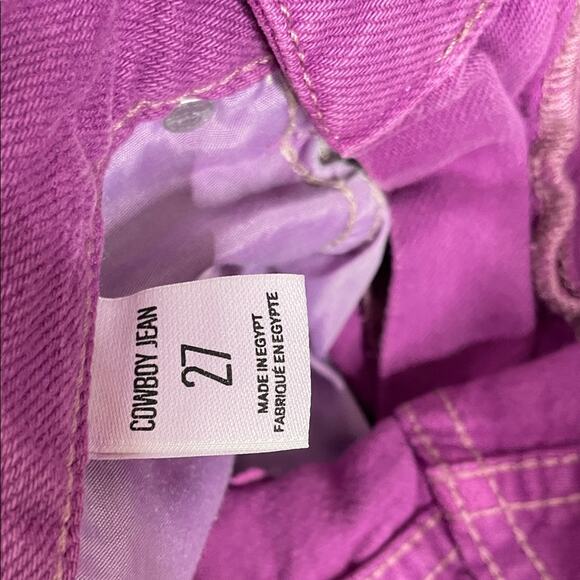 COWBOY JEAN
27
MADE IN EGYPT
FABRIQUÉ EN EGYPTE